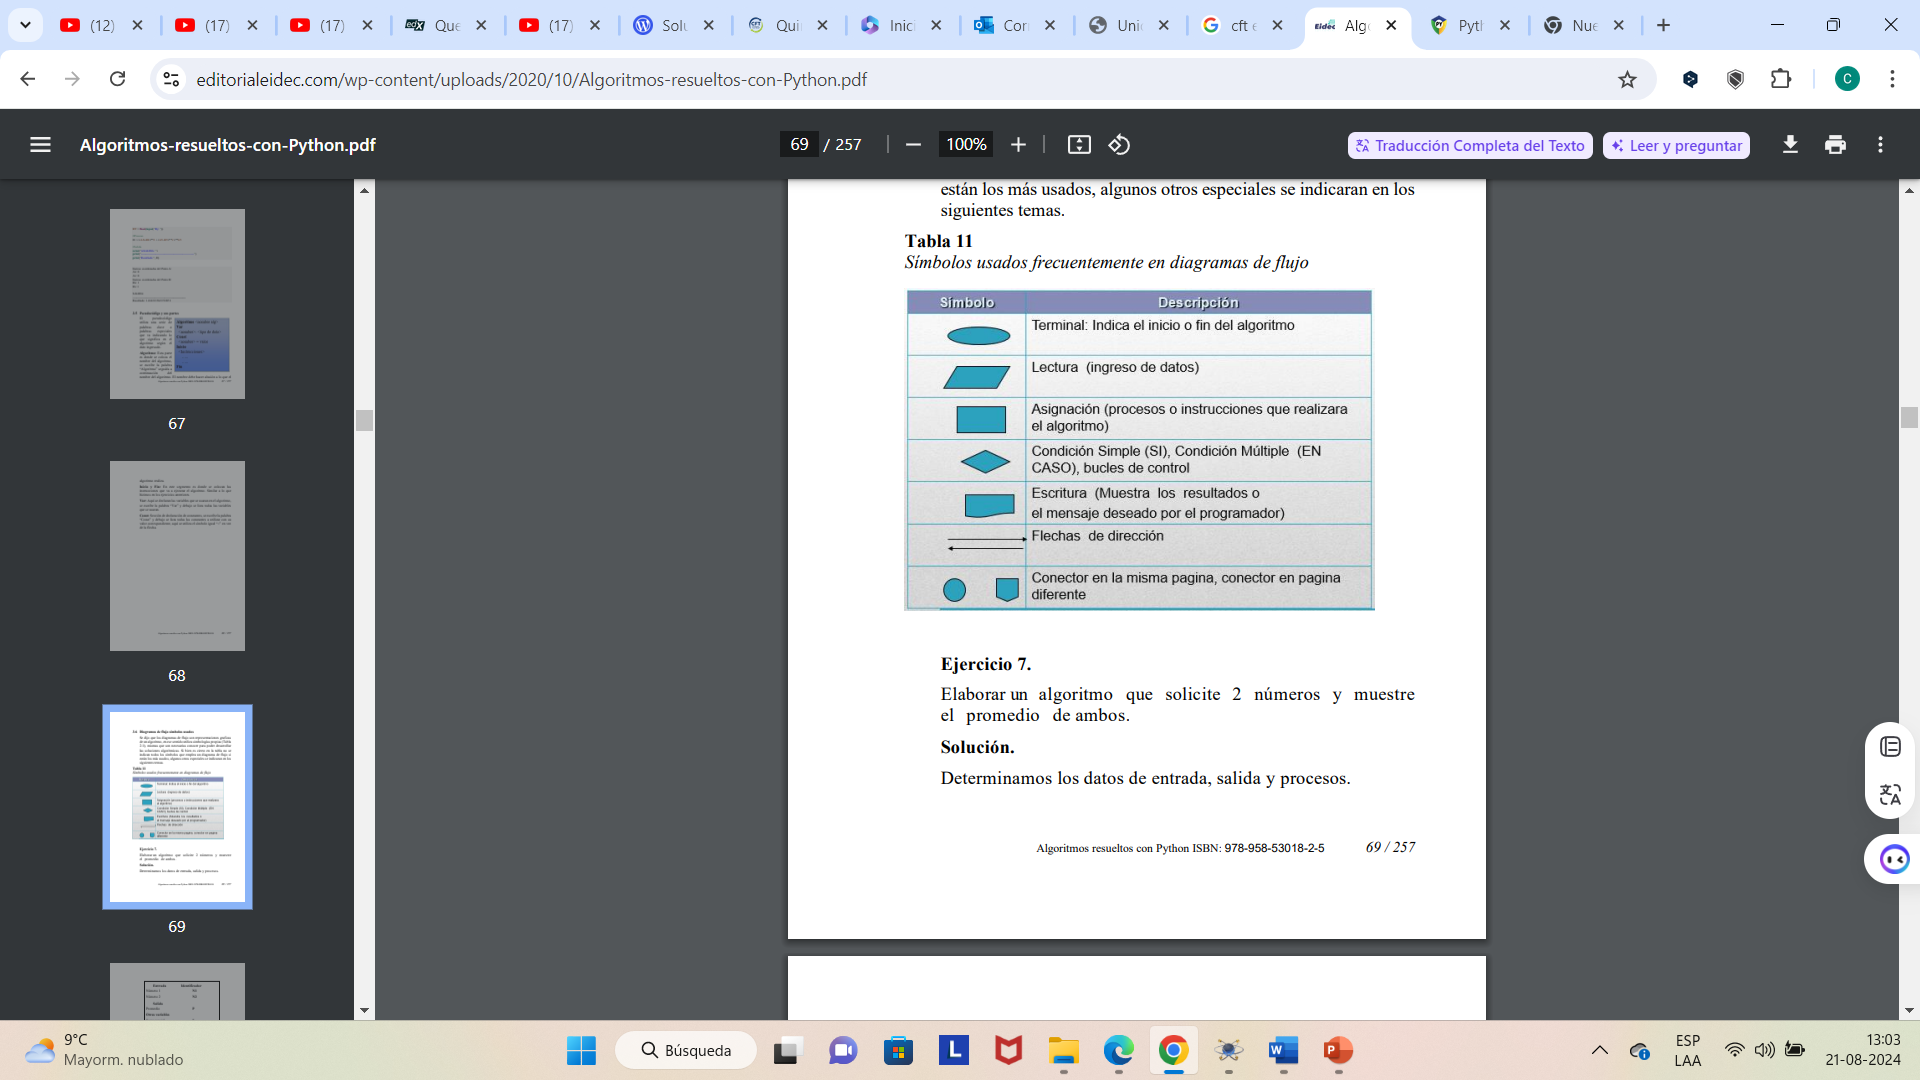 (12)
(17)
(17)
Que
(17)
Solu
Quii
Inici
Corr
Unic
cft e
Algo
Pyth
Nue
editorialeidec.com/wp-content/uploads/2020/10/Algoritmos-resueltos-con-Python.pdf
C
Algoritmos-resueltos-con-Python.pdf
69 / 257
100%
Traducción Completa del Texto
Leer y preguntar
67
68
69
están los más usados, algunos otros especiales se indicaran en los
siguientes temas.
Tabla 11
Símbolos usados frecuentemente en diagramas de flujo
Símbolo Descripción
Terminal: Indica el inicio o fin del algoritmo
Lectura (ingreso de datos)
Asignación (procesos o instrucciones que realizara
el algoritmo)
Condición Simple (SI), Condición Múltiple (EN
CASO), bucles de control
Escritura (Muestra los resultados o
el mensaje deseado por el programador)
Flechas de dirección
Conector en la misma pagina, conector en pagina
diferente
Ejercicio 7.
Elaborar un algoritmo que solicite 2 números y muestre
el promedio de ambos.
Solución.
Determinamos los datos de entrada, salida y procesos.
Algoritmos resueltos con Python ISBN: 978-958-53018-2-5 69 / 257
9°C
Mayorm. nublado
Búsqueda
ESP
LAA
13:03
21-08-2024